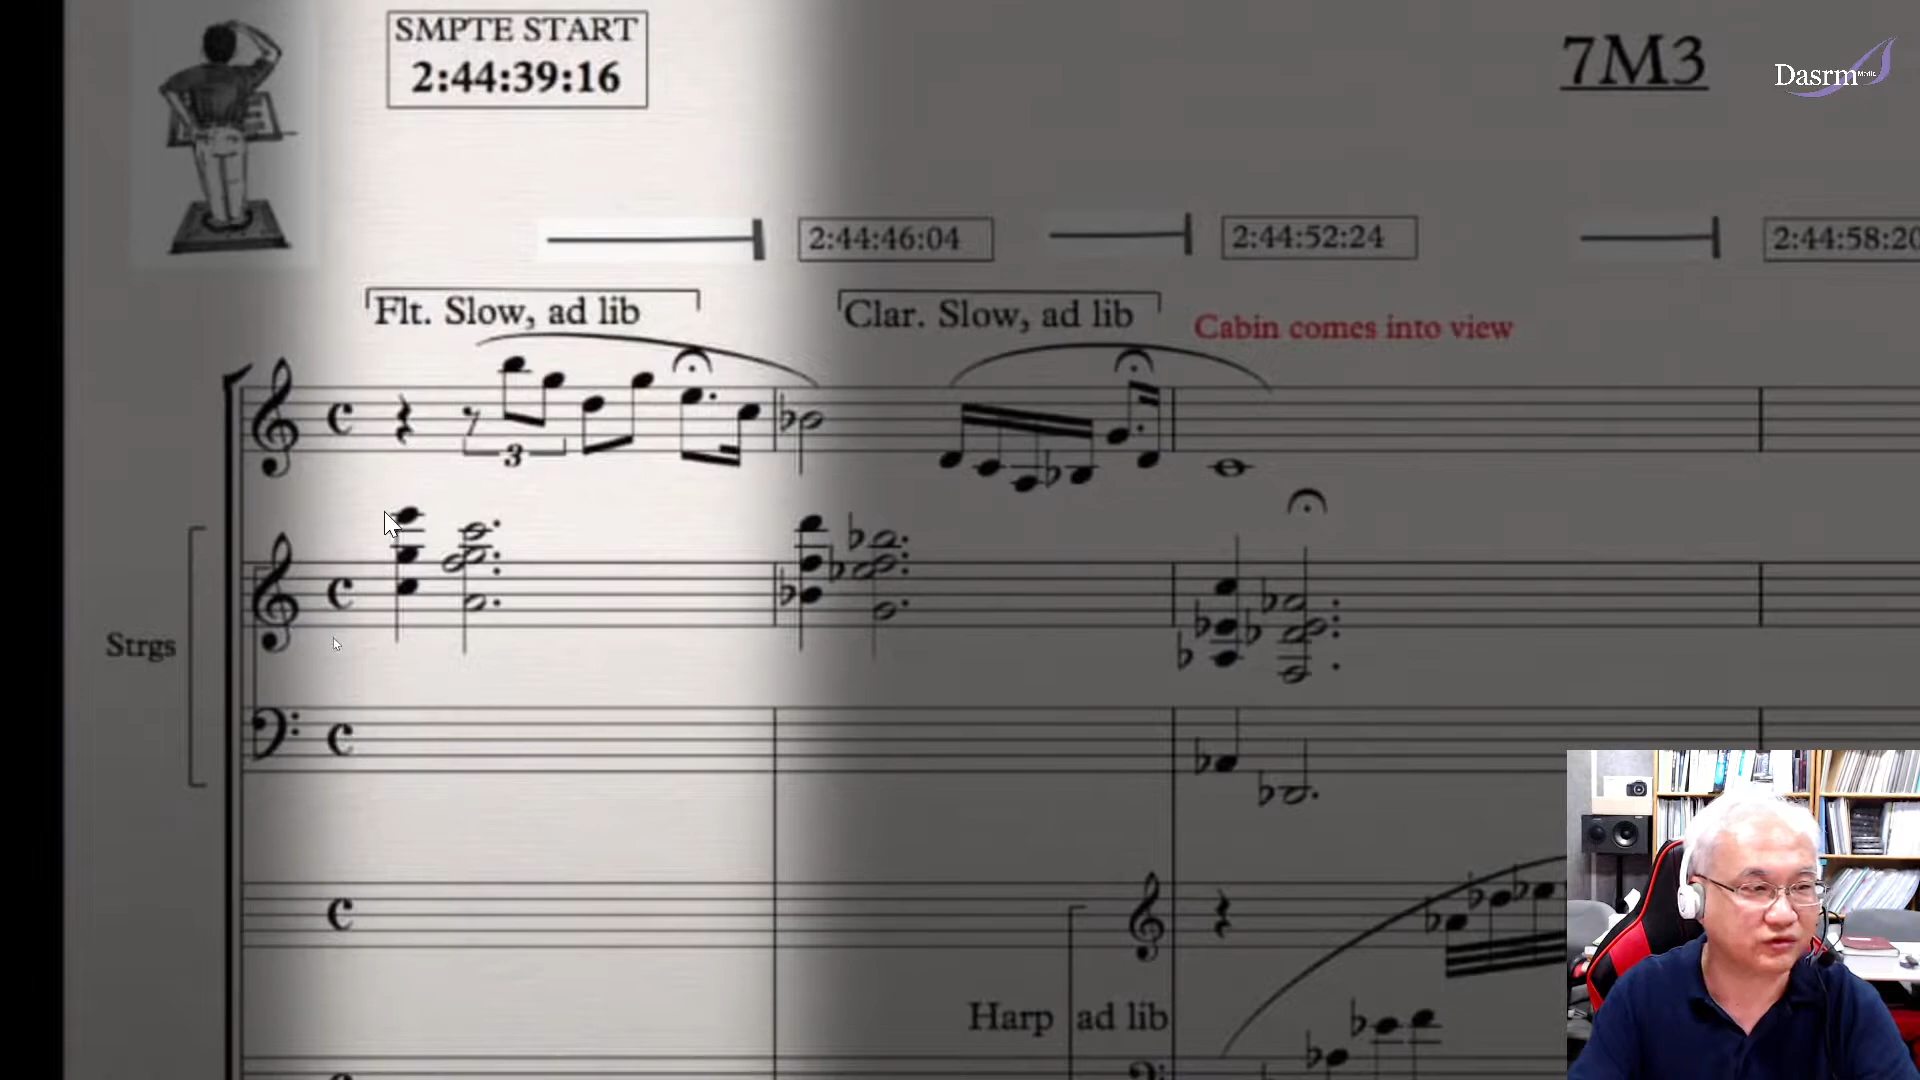 SMPTE START
2:44:39:16
7M3
Dasrm
2:44:46:04
2:44:52:24
2:44:58:20
Flt. Slow, ad lib
Clar. Slow, ad lib
Cabin comes into view
3
Strgs
Harp ad lib